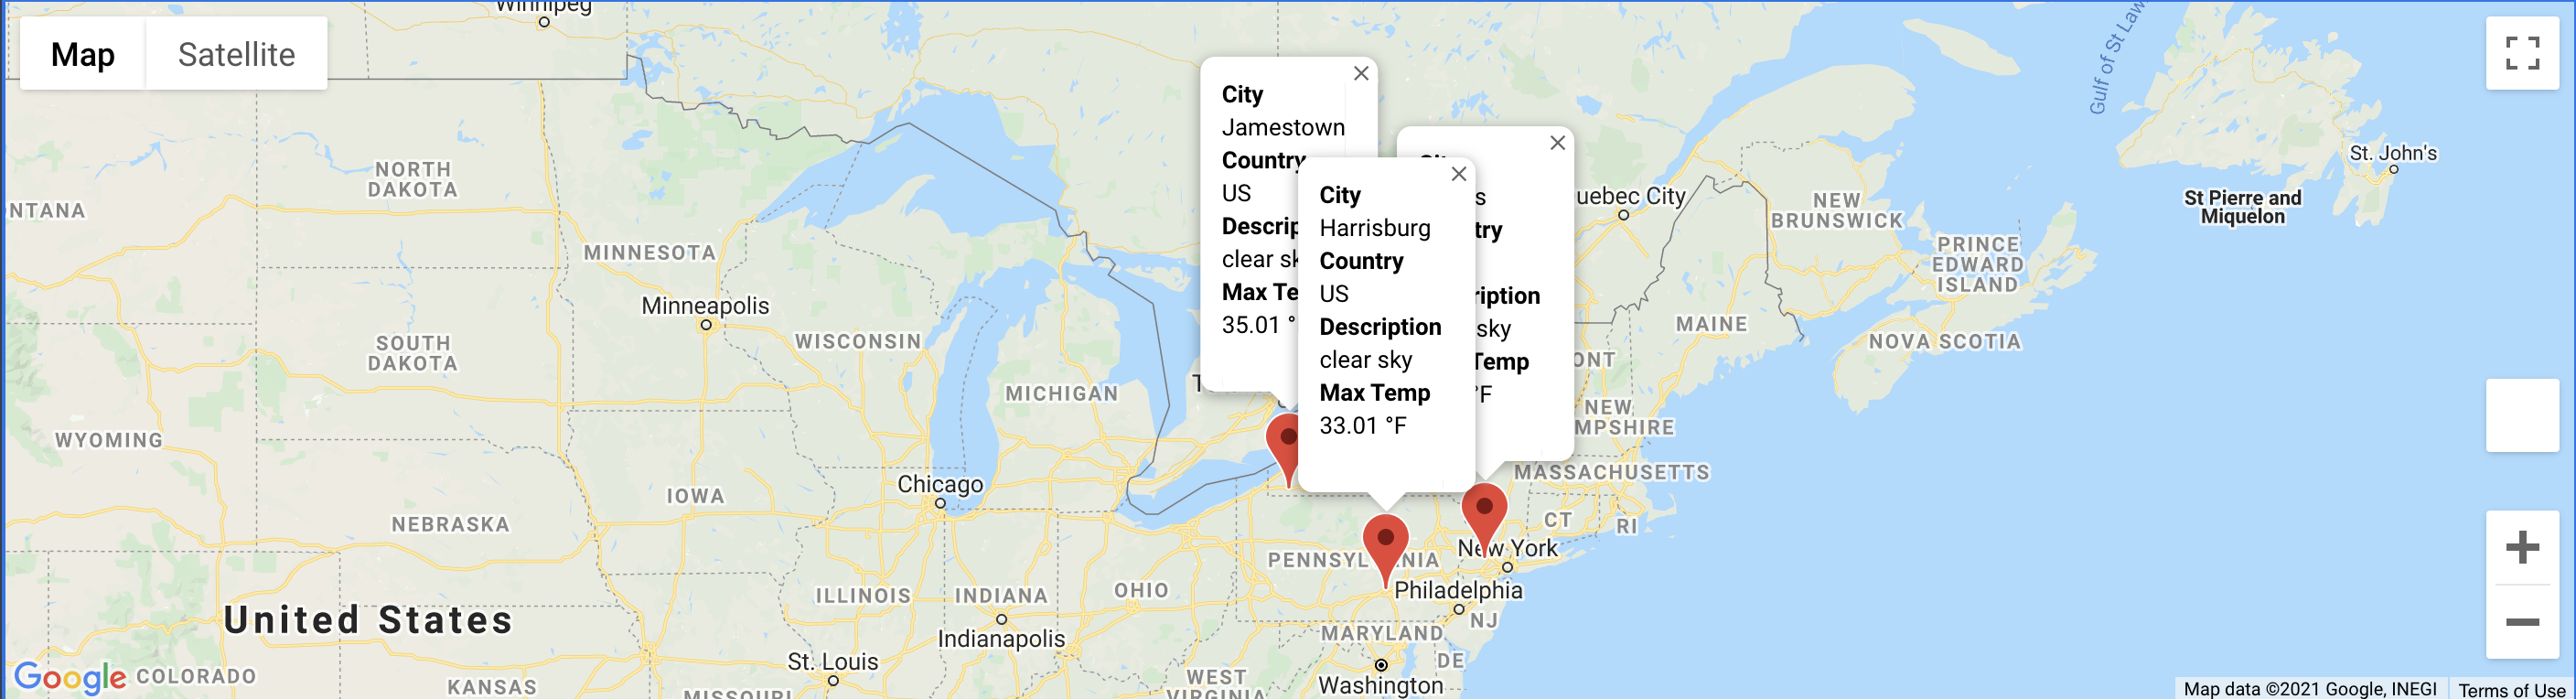 Winnipeg
Map
Satellite
Gulf of St Law
City
Jamestown
Country
US
Descrip
clear sk
Max Te
35.01 °
City
Harrisburg
Country
US
Description
clear sky
Max Temp
33.01 °F
s
try
ription
sky
Temp
°F
NORTH
DAKOTA
NTANA
MINNESOTA
Minneapolis
SOUTH
DAKOTA
WISCONSIN
MICHIGAN
WYOMING
Chicago
IOWA
NEBRASKA
ILLINOIS
INDIANA
OHIO
United States
Indianapolis
St. Louis
COLORADO
KANSAS
MISSOURI
WEST
VIRGINIA
PENNSYLVANIA
New York
Philadelphia
NJ
MARYLAND
DE
Washington
CT
RI
MASSACHUSETTS
NEW
MPSHIRE
ONT
MAINE
uebec City
NEW
BRUNSWICK
PRINCE
EDWARD
ISLAND
NOVA SCOTIA
St. John's
St Pierre and
Miquelon
Google
Map data ©2021 Google, INEGI
Terms of Use